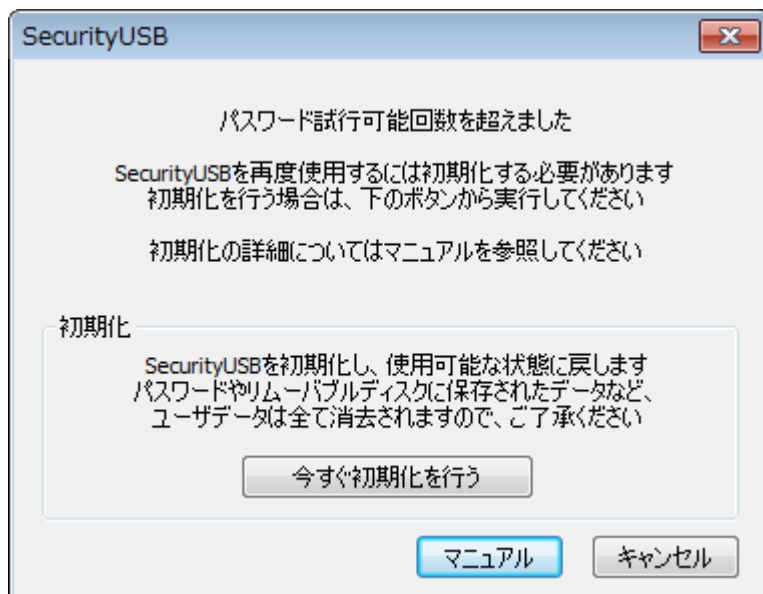 SecurityUSB
パスワード試行可能回数を超えました
SecurityUSBを再度使用するには初期化する必要があります
初期化を行う場合は、下のボタンから実行してください
初期化の詳細についてはマニュアルを参照してください
初期化
SecurityUSBを初期化し、使用可能な状態に戻します
パスワードやリムーバブルディスクに保存されたデータなど、
ユーザデータは全て消去されますので、ご了承ください
今すぐ初期化を行う
マニュアル
キャンセル